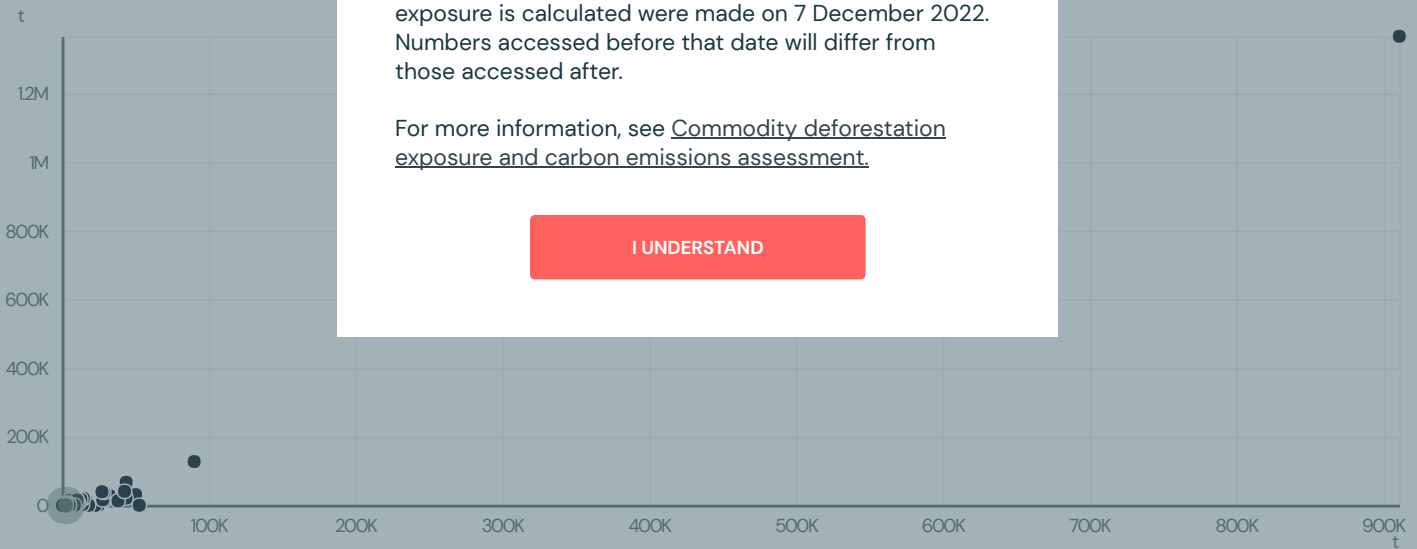 t
exposure is calculated were made on 7 December 2022.
Numbers accessed before that date will differ from
those accessed after.
For more information, see Commodity deforestation
exposure and carbon emissions assessment.
I UNDERSTAND
1.2M
1M
800K
600K
400K
200K
0
100K 200K 300K 400K 500K 600K 700K 800K 900K
t